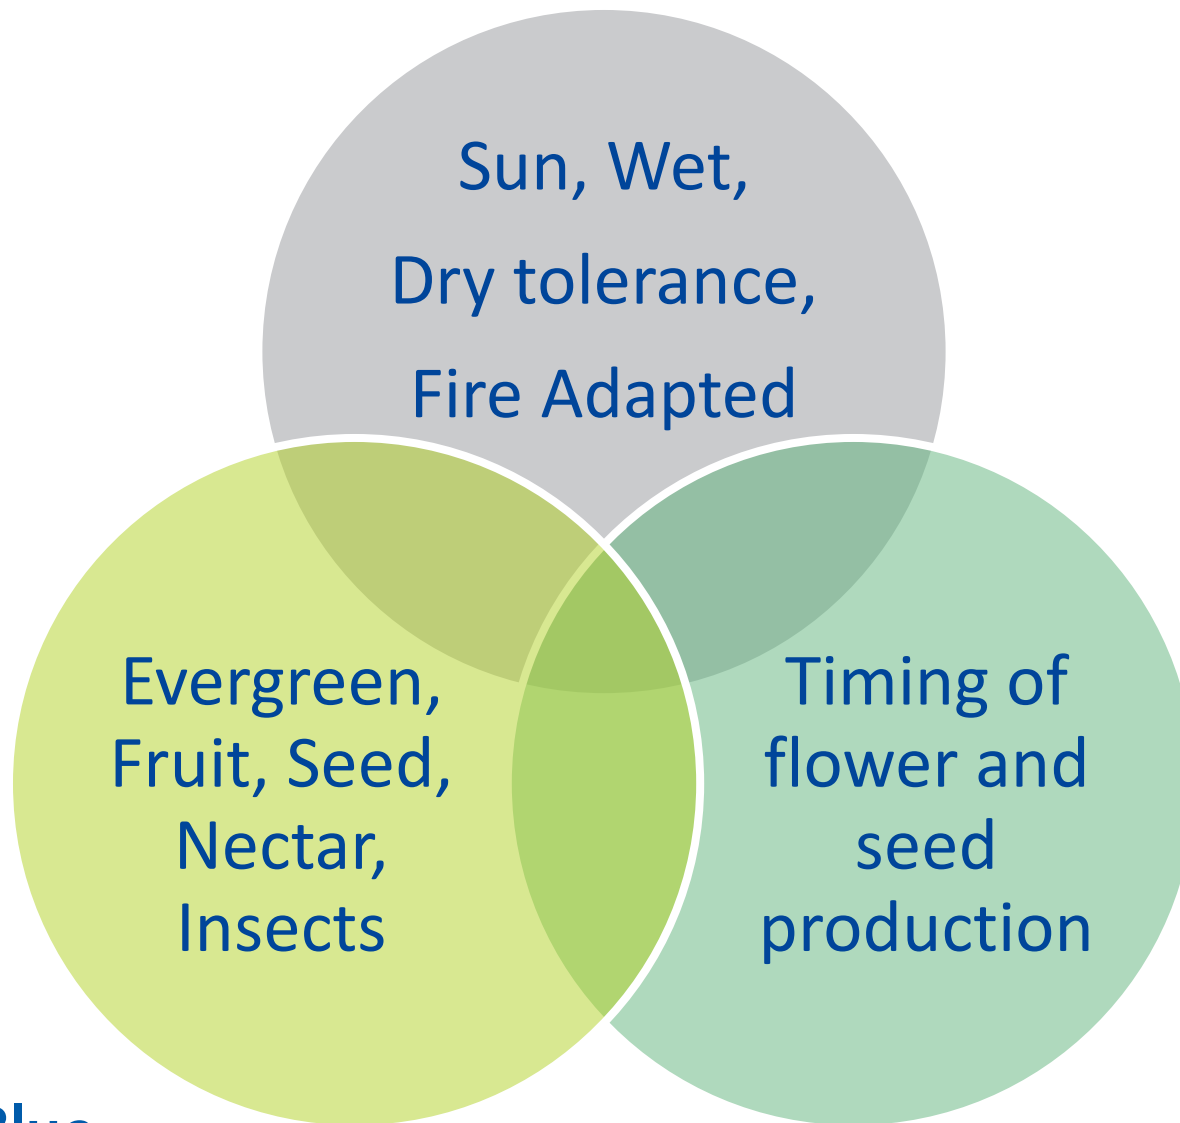 Sun, Wet,
Dry tolerance,
Fire Adapted
Evergreen,
Fruit, Seed,
Nectar,
Insects
Timing of
flower and
seed
production